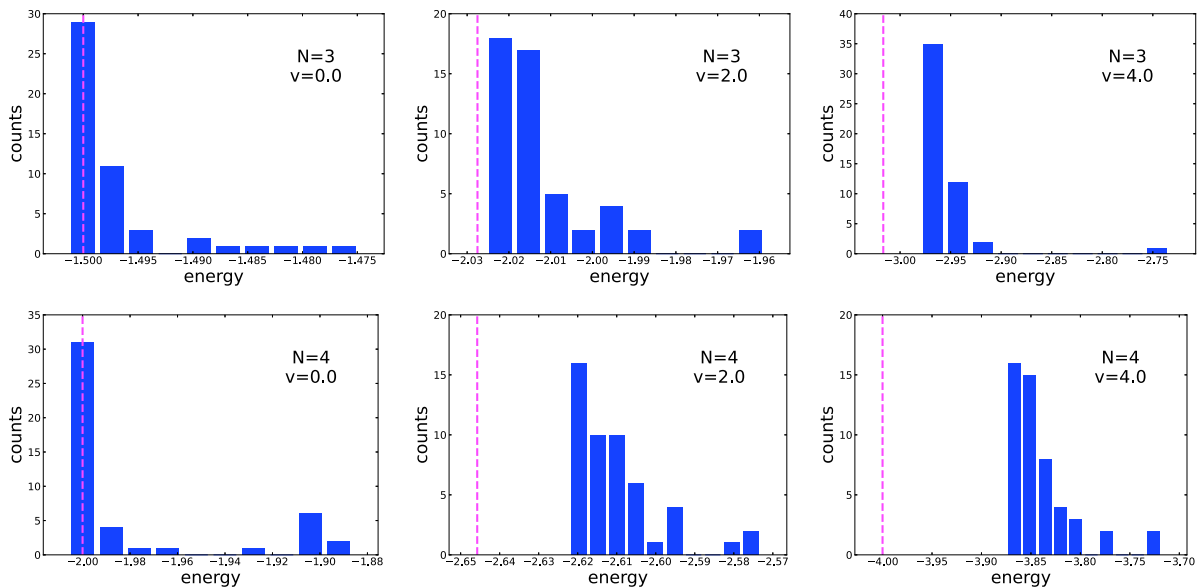 30
25
20
15
10
5
0
counts
N=3
v=0.0
−1.500 −1.495 −1.490 −1.485 −1.480 −1.475
energy
20
15
10
5
0
counts
N=3
v=2.0
−2.03 −2.02 −2.01 −2.00 −1.99 −1.98 −1.97 −1.96
energy
40
35
30
25
20
15
10
5
0
counts
N=3
v=4.0
−3.00 −2.95 −2.90 −2.85 −2.80 −2.75
energy
35
30
25
20
15
10
5
0
counts
N=4
v=0.0
−2.00 −1.98 −1.96 −1.94 −1.92 −1.90 −1.88
energy
20
15
10
5
0
counts
N=4
v=2.0
−2.65 −2.64 −2.63 −2.62 −2.61 −2.60 −2.59 −2.58 −2.57
energy
20
15
10
5
0
counts
N=4
v=4.0
−4.00 −3.95 −3.90 −3.85 −3.80 −3.75 −3.70
energy